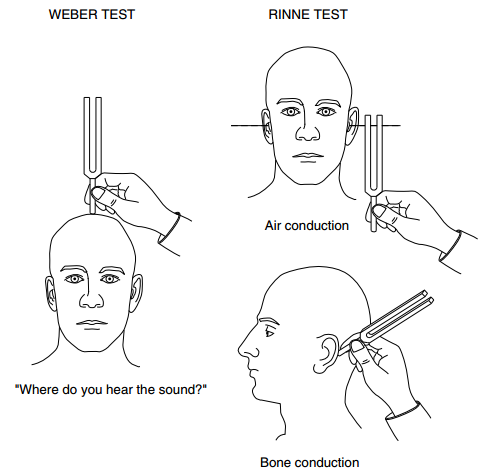 WEBER TEST
RINNE TEST
Air conduction
"Where do you hear the sound?"
Bone conduction